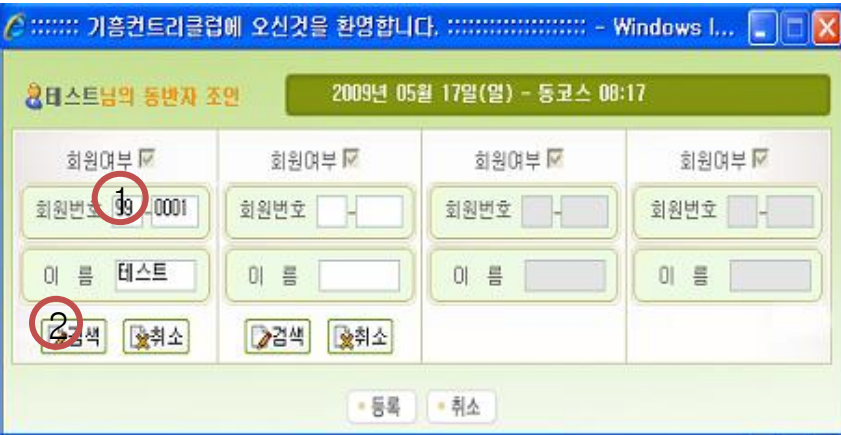 ::::::: 기흥컨트리클럽에 오신것을 환영합니다. :::::::::::::::::::: - Windows I...
테스트님의 동반자 조인
2009년 05월 17일(일) - 동코스 08:17
회원여부 회원여부 회원여부 회원여부
1
회원번호 99 - 0001 회원번호 - 회원번호 - 회원번호 -
이 름 테스트 이 름 이 름 이 름
2
검색 취소 검색 취소
등록 취소